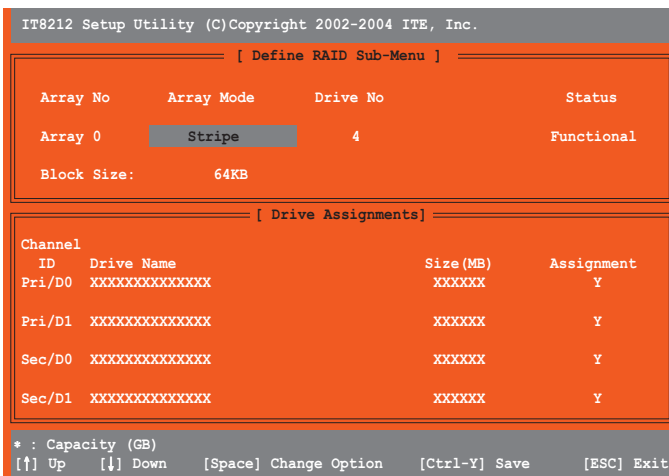 IT8212 Setup Utility (C)Copyright 2002-2004 ITE, Inc.
[ Define RAID Sub-Menu ]
Array No Array Mode Drive No Status
Array 0 Stripe 4 Functional
Block Size: 64KB
[ Drive Assignments]
Channel
ID Drive Name Size(MB) Assignment
Pri/D0 XXXXXXXXXXXXXX XXXXXX Y
Pri/D1 XXXXXXXXXXXXXX XXXXXX Y
Sec/D0 XXXXXXXXXXXXXX XXXXXX Y
Sec/D1 XXXXXXXXXXXXXX XXXXXX Y
* : Capacity (GB)
[↑] Up [↓] Down [Space] Change Option [Ctrl-Y] Save [ESC] Exit